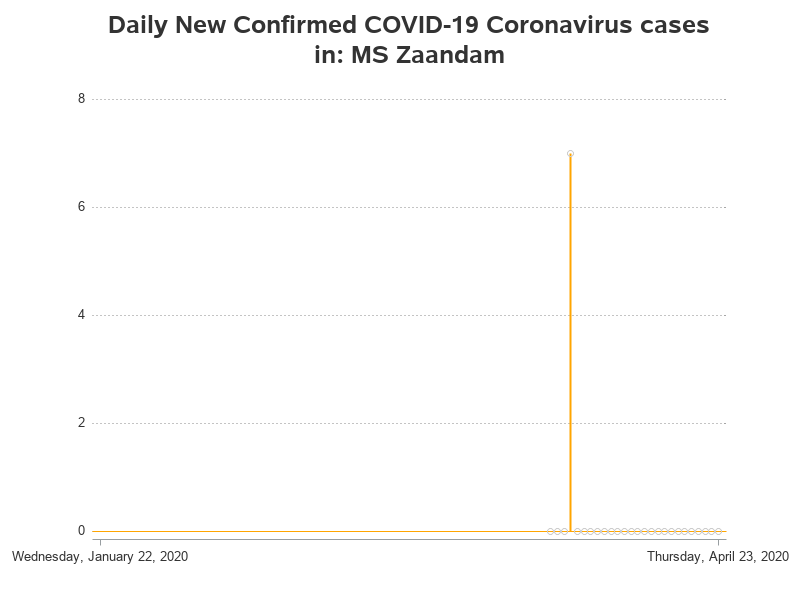 Daily New Confirmed COVID-19 Coronavirus cases
in: MS Zaandam
8
6
4
2
0
Wednesday, January 22, 2020
Thursday, April 23, 2020